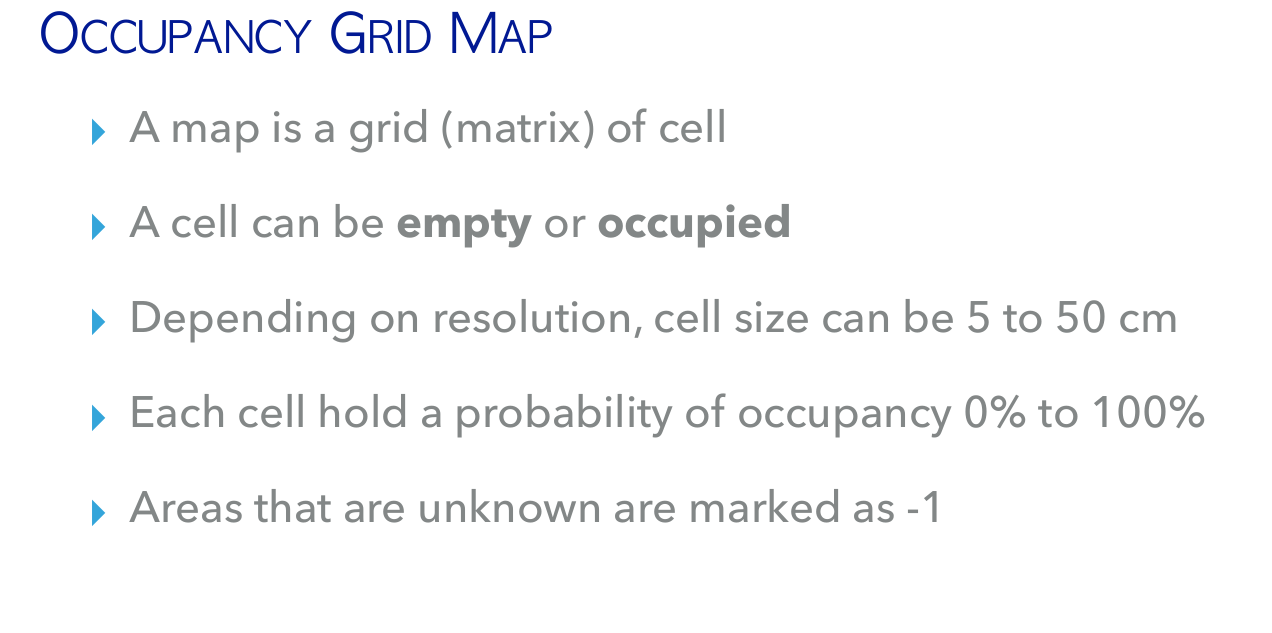 Occupancy Grid Map
A map is a grid (matrix) of cell
A cell can be empty or occupied
Depending on resolution, cell size can be 5 to 50 cm
Each cell hold a probability of occupancy 0% to 100%
Areas that are unknown are marked as -1